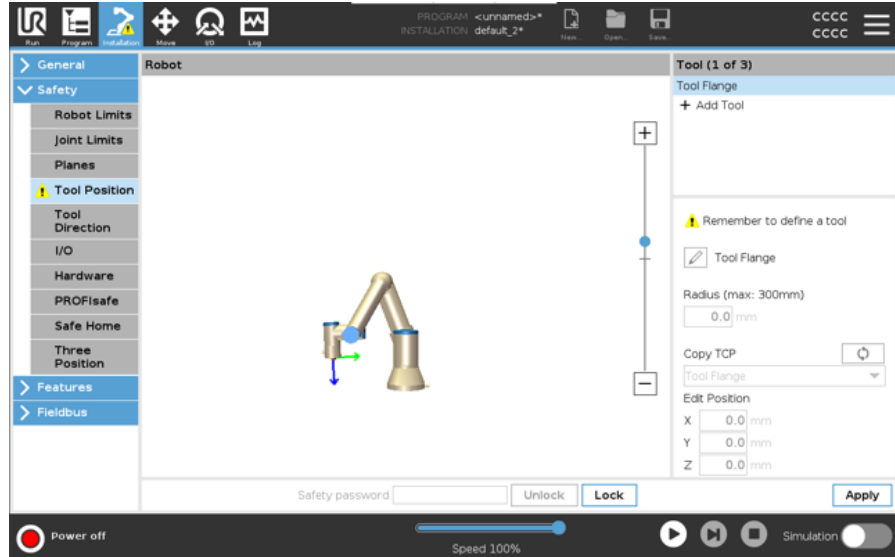 UR
Run
Program
Installation
Move
I/O
Log
PROGRAM <unnamed>*
INSTALLATION default_2*
New...
Open...
Save...
cccc
cccc
General
Safety
Robot Limits
Joint Limits
Planes
Tool Position
Tool
Direction
I/O
Hardware
PROFIsafe
Safe Home
Three
Position
Features
Fieldbus
Robot
+
−
Tool (1 of 3)
Tool Flange
+ Add Tool
Remember to define a tool
Tool Flange
Radius (max: 300mm)
0.0 mm
Copy TCP
Tool Flange
Edit Position
X 0.0 mm
Y 0.0 mm
Z 0.0 mm
Safety password
Unlock
Lock
Apply
Power off
Speed 100%
Simulation